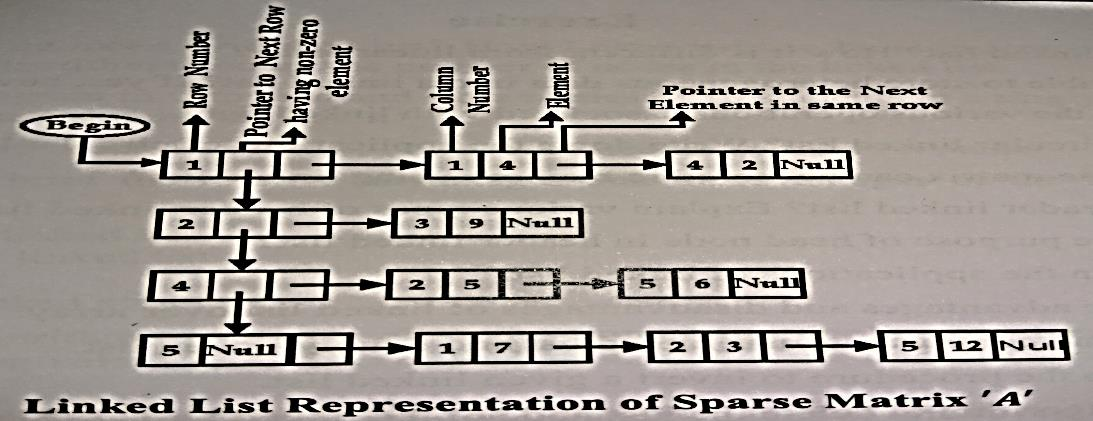 Row Number
Pointer to Next Row
having non-zero
element
Column
Number
Element
Pointer to the Next
Element in same row
Begin
1
1 4
4 2 Null
2
3 9 Null
4
2 5
5 6 Null
5 Null
1 7
2 3
5 12 Null
Linked List Representation of Sparse Matrix 'A'